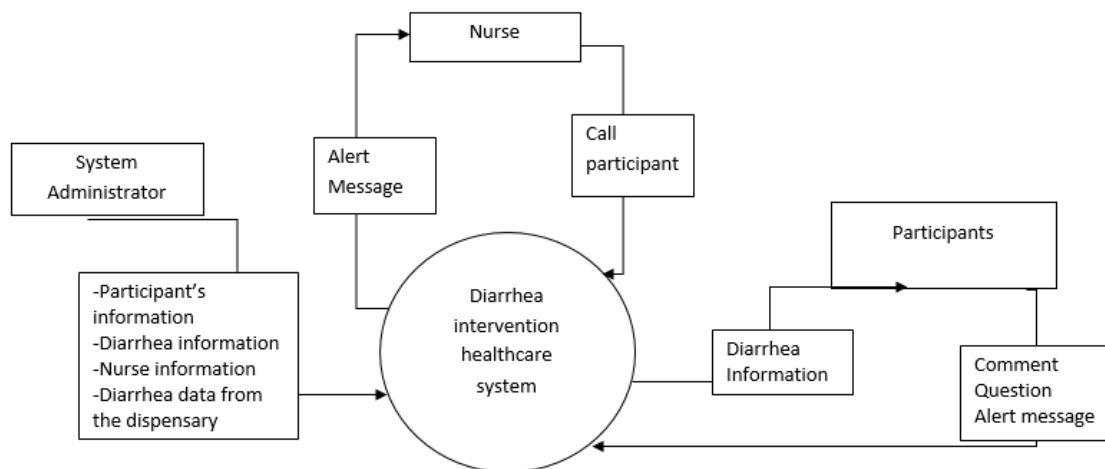 Nurse
Alert
Message
Call
participant
System
Administrator
Participants
-Participant's
information
-Diarrhea information
-Nurse information
-Diarrhea data from
the dispensary
Diarrhea
intervention
healthcare
system
Diarrhea
Information
Comment
Question
Alert message